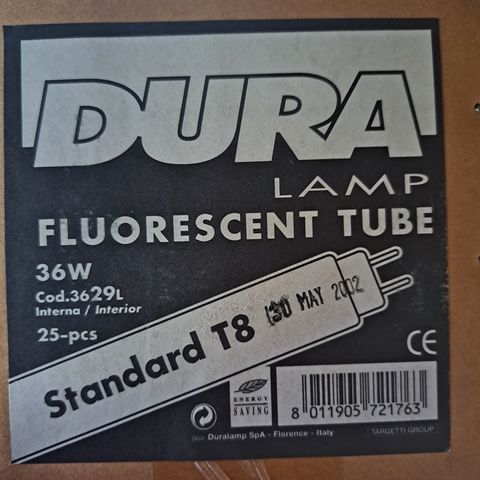 DURA
LAMP
FLUORESCENT TUBE
36W
Cod.3629L
Interna / Interior
25-pcs
Standard T8
30 MAY 2002
CE
ENERGY
SAVING
8 011905 721763
Duralamp SpA - Florence - Italy
TARGETTI GROUP